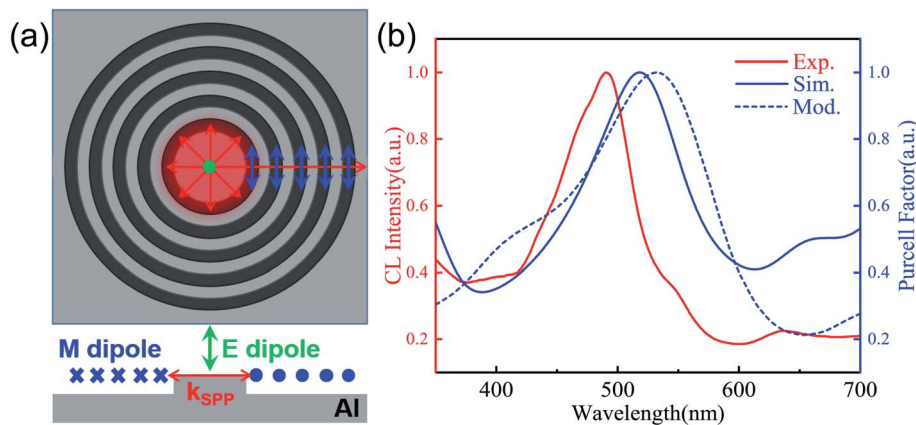 (a)
M dipole
E dipole
kSPP
Al
(b)
Exp.
Sim.
Mod.
CL Intensity(a.u.)
1.0
0.8
0.6
0.4
0.2
Purcell Factor(a.u.)
1.0
0.8
0.6
0.4
0.2
400 500 600 700
Wavelength(nm)